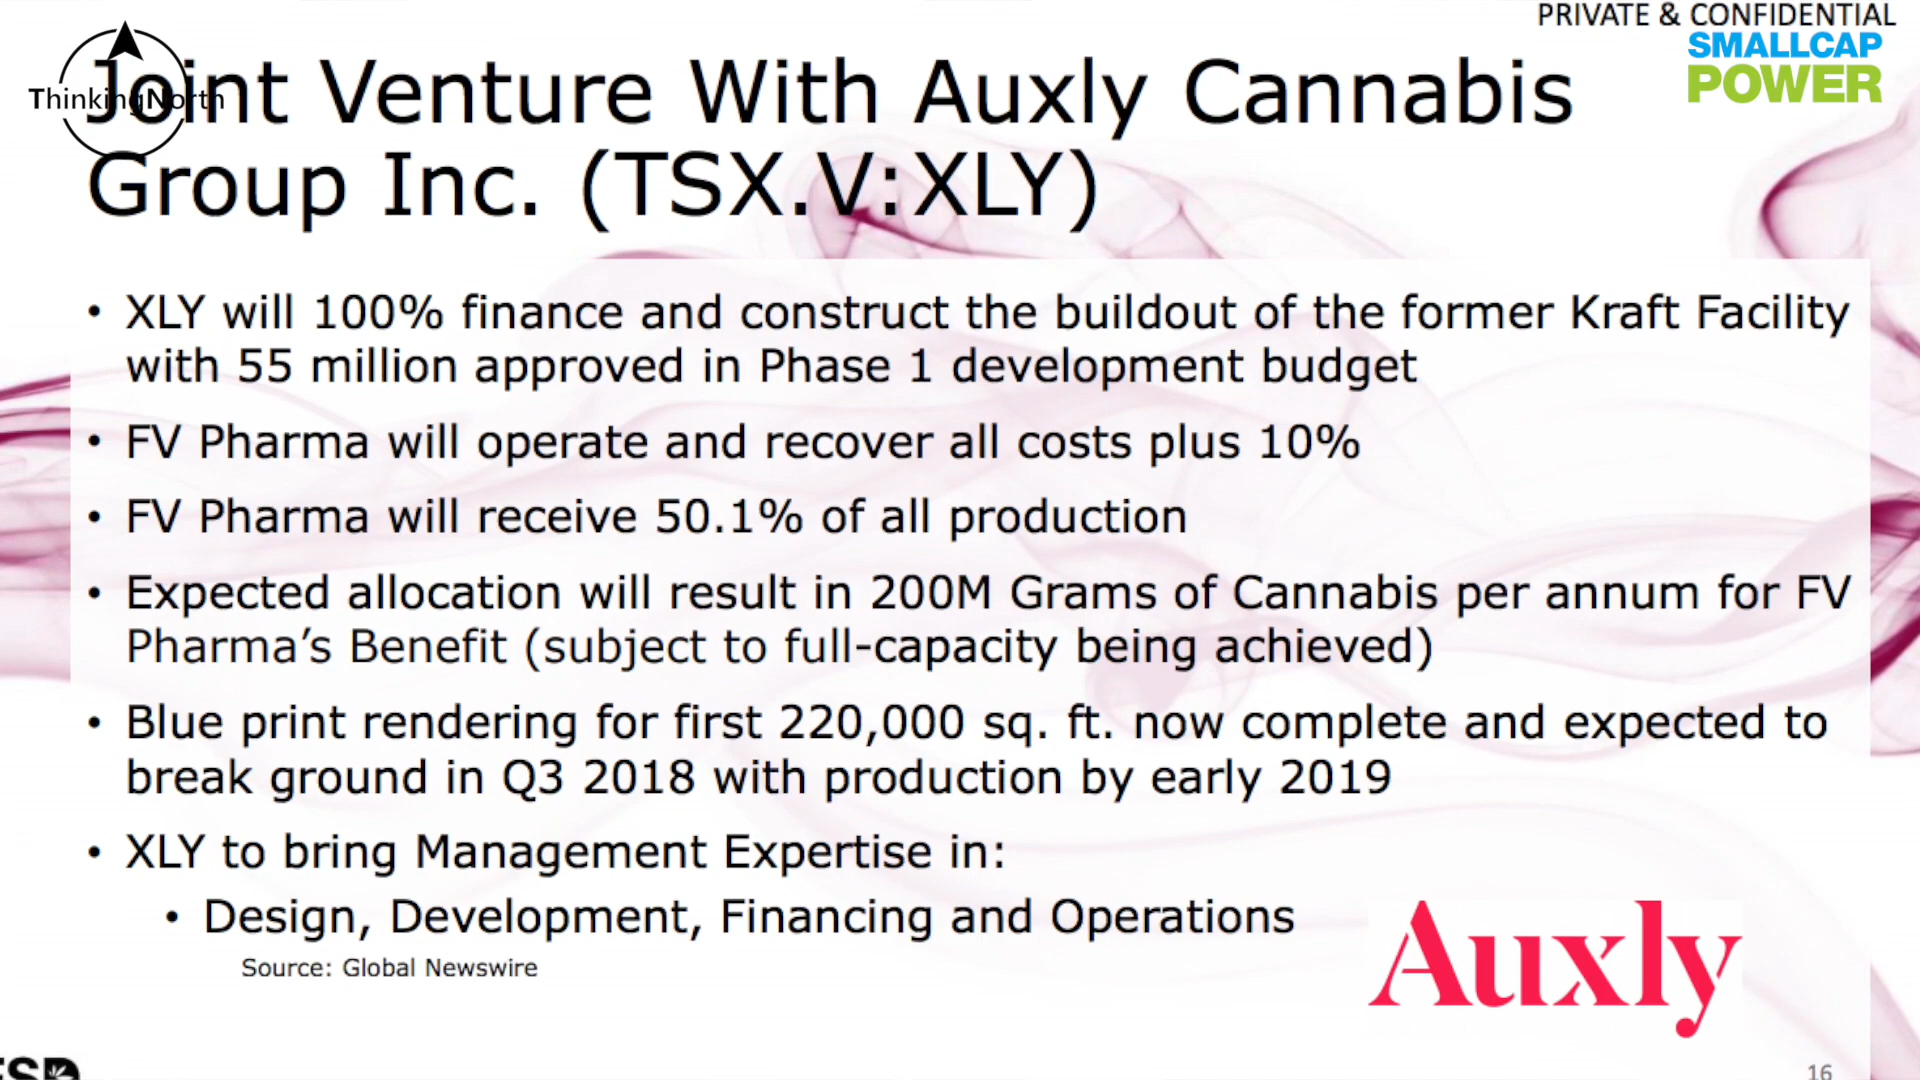 PRIVATE & CONFIDENTIAL
SMALLCAP
POWER
ThinkingNorth
Joint Venture With Auxly Cannabis
Group Inc. (TSX.V:XLY)
• XLY will 100% finance and construct the buildout of the former Kraft Facility
with 55 million approved in Phase 1 development budget
• FV Pharma will operate and recover all costs plus 10%
• FV Pharma will receive 50.1% of all production
• Expected allocation will result in 200M Grams of Cannabis per annum for FV
Pharma’s Benefit (subject to full-capacity being achieved)
• Blue print rendering for first 220,000 sq. ft. now complete and expected to
break ground in Q3 2018 with production by early 2019
• XLY to bring Management Expertise in:
• Design, Development, Financing and Operations
Source: Global Newswire
Auxly
16